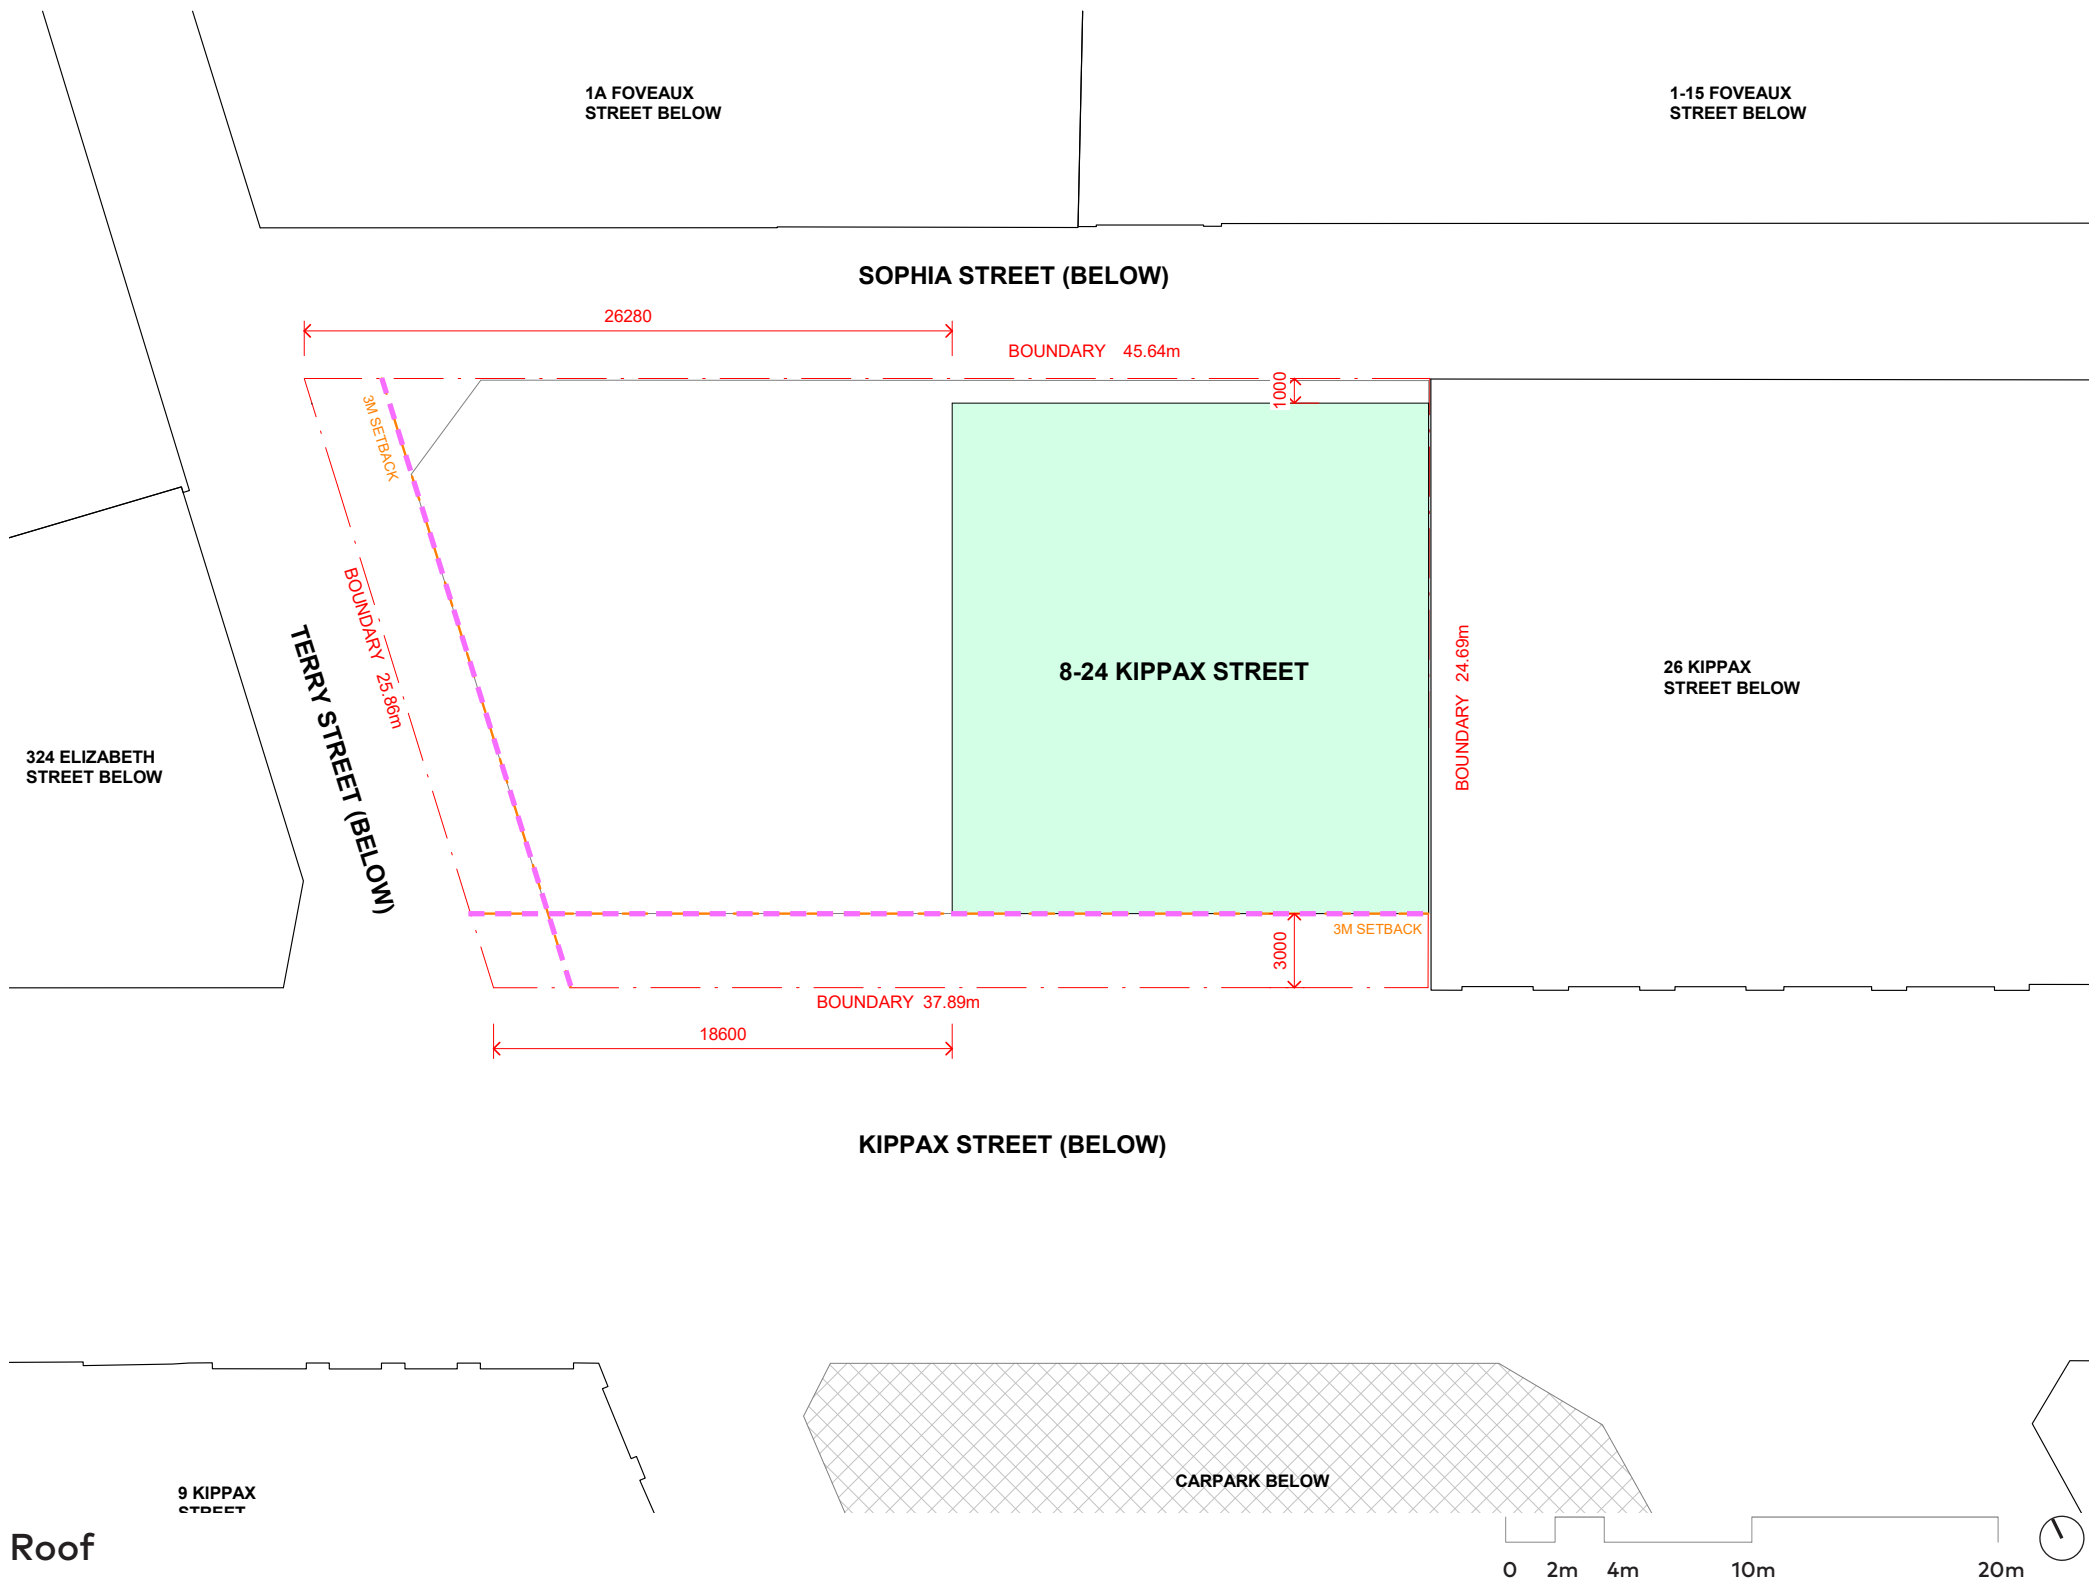 1A FOVEAUX
STREET BELOW
1-15 FOVEAUX
STREET BELOW
SOPHIA STREET (BELOW)
26280
BOUNDARY 45.64m
1000
3M SETBACK
BOUNDARY 25.86m
TERRY STREET (BELOW)
8-24 KIPPAX STREET
BOUNDARY 24.69m
26 KIPPAX
STREET BELOW
324 ELIZABETH
STREET BELOW
3M SETBACK
3000
BOUNDARY 37.89m
18600
KIPPAX STREET (BELOW)
CARPARK BELOW
9 KIPPAX
STREET
Roof
0 2m 4m 10m 20m